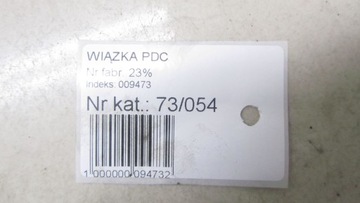 WIĄZKA PDC
Nr fabr. 23%
Indeks: 009473
Nr kat.: 73/054
1 000000 094732